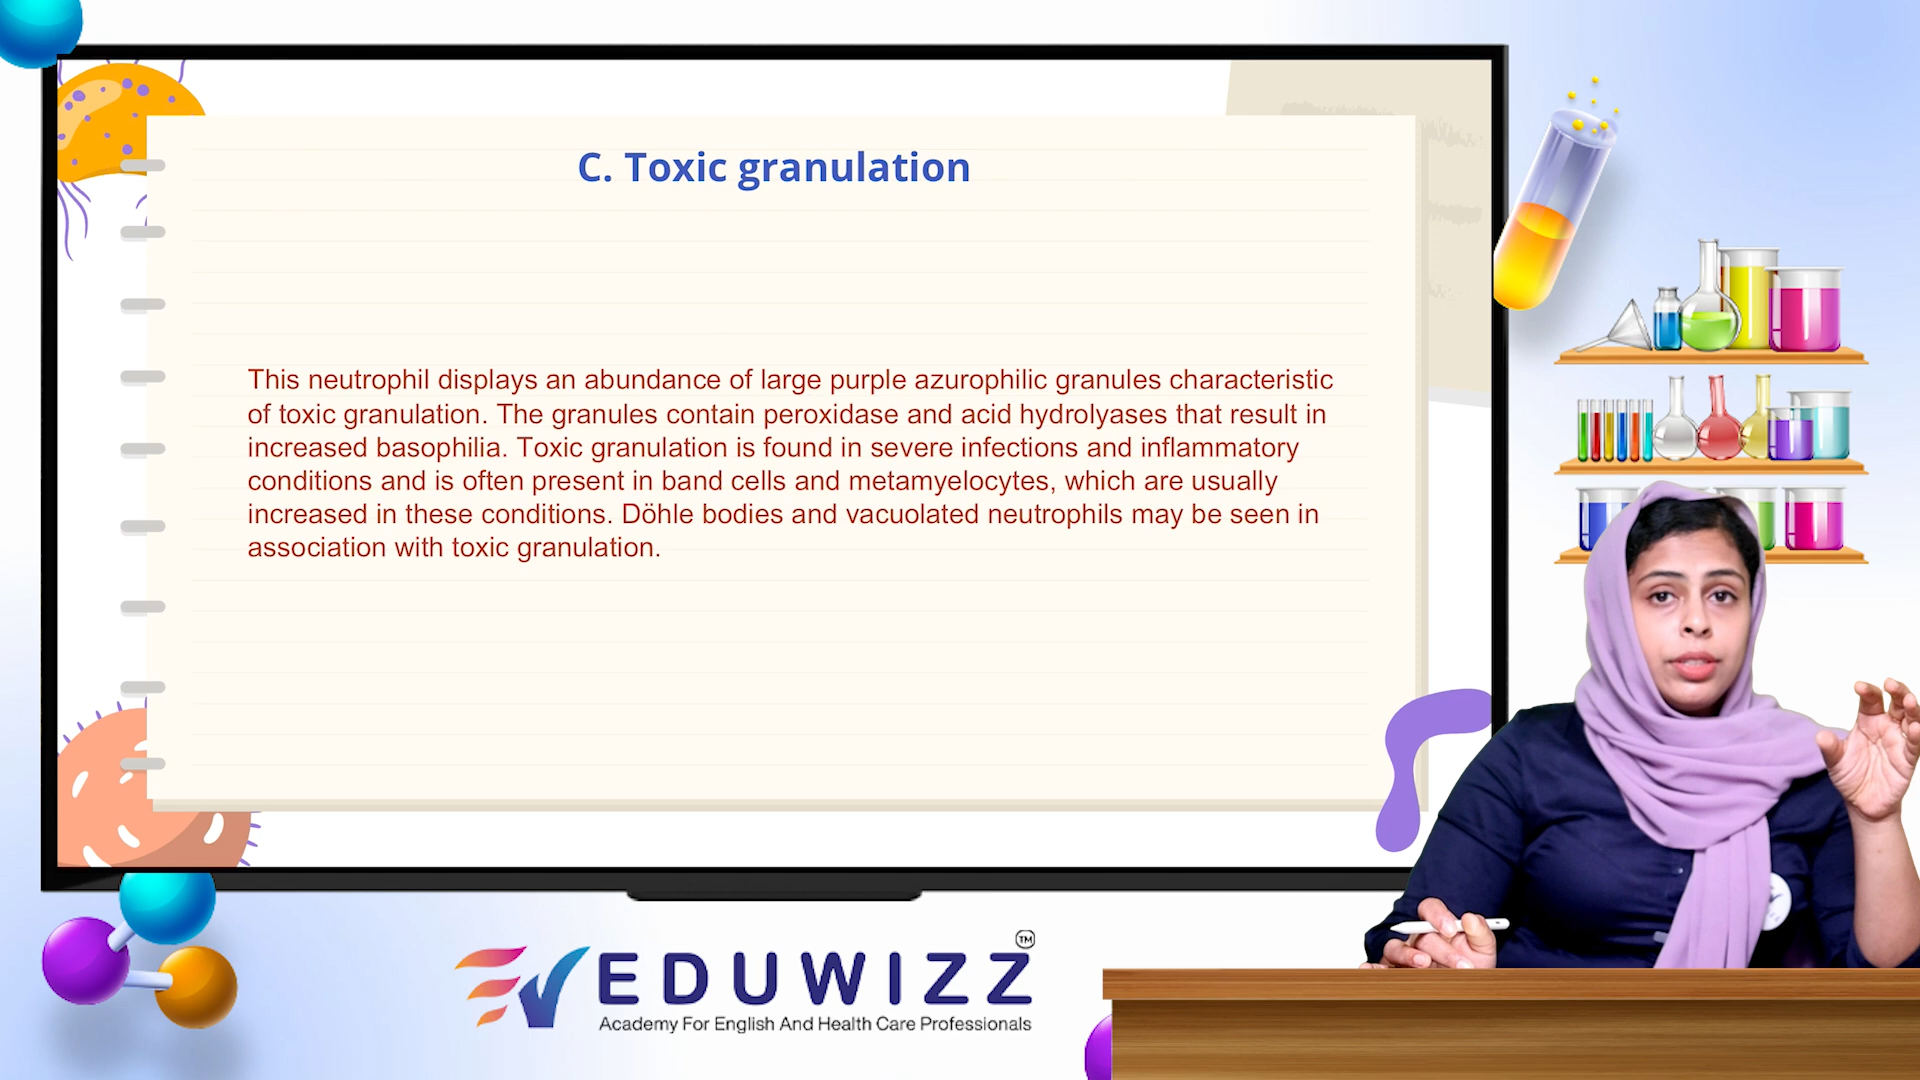 C. Toxic granulation
This neutrophil displays an abundance of large purple azurophilic granules characteristic
of toxic granulation. The granules contain peroxidase and acid hydrolyases that result in
increased basophilia. Toxic granulation is found in severe infections and inflammatory
conditions and is often present in band cells and metamyelocytes, which are usually
increased in these conditions. Döhle bodies and vacuolated neutrophils may be seen in
association with toxic granulation.
EDUWIZZ TM
Academy For English And Health Care Professionals